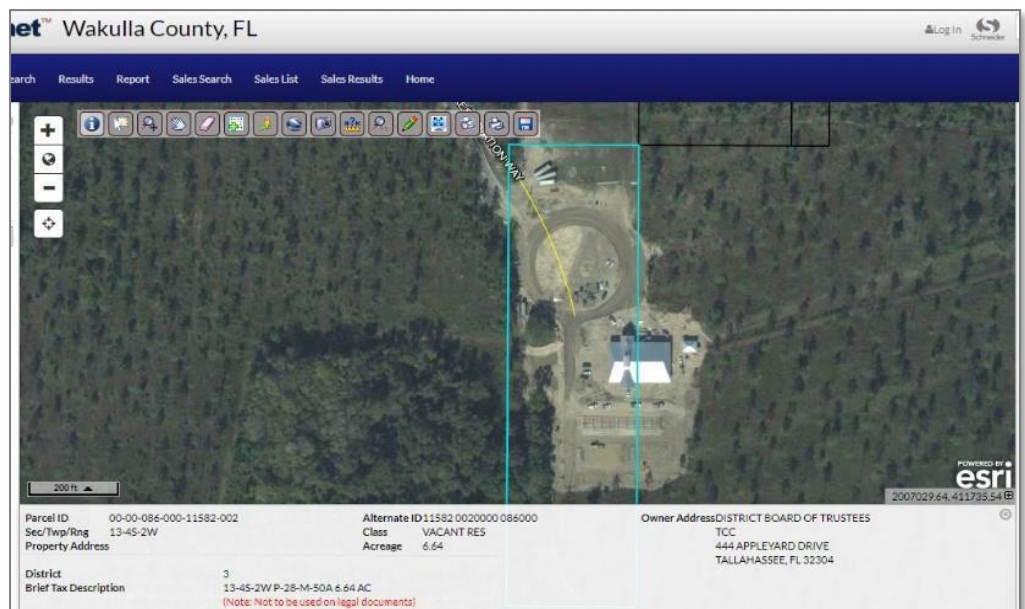 net™ Wakulla County, FL
Log In
Schneider
earch Results Report Sales Search Sales List Sales Results Home
ATION WAY
200 ft
POWERED BY
esri
2007029.64, 411735.54
Parcel ID 00-00-086-000-11582-002 Alternate ID 11582 0020000 086000 Owner Address DISTRICT BOARD OF TRUSTEES
Sec/Twp/Rng 13-4S-2W Class VACANT RES TCC
Property Address Acreage 6.64 444 APPLEYARD DRIVE
TALLAHASSEE, FL 32304
District 3
Brief Tax Description 13-4S-2W P-28-M-50A 6.64 AC
(Note: Not to be used on legal documents)